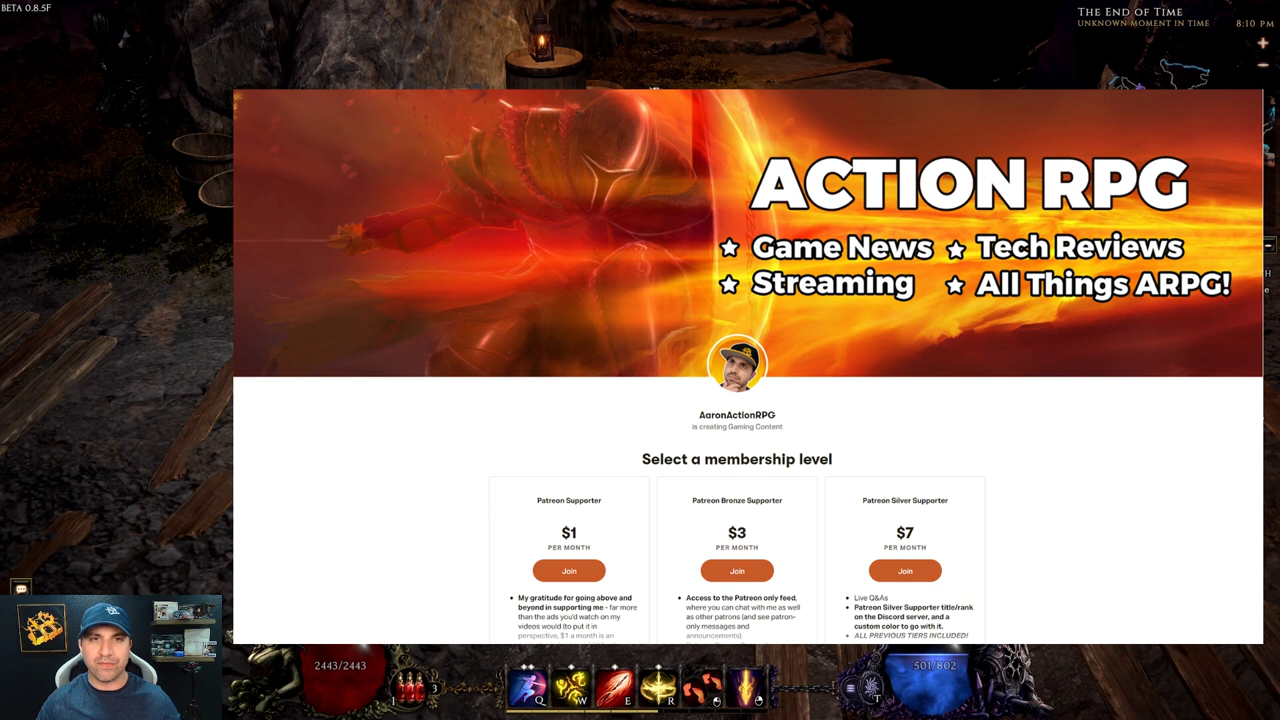 BETA 0.8.5F
THE END OF TIME
UNKNOWN MOMENT IN TIME
8:10 PM
ACTION RPG
Game News
Tech Reviews
Streaming
All Things ARPG!
AaronActionRPG
is creating Gaming Content
Select a membership level
Patreon Supporter
$1
PER MONTH
Join
My gratitude for going above and
beyond in supporting me - far more
than the ads you'd watch on my
videos would (to put it in
perspective, $1 a month is an
Patreon Bronze Supporter
$3
PER MONTH
Join
Access to the Patreon only feed,
where you can chat with me as well
as other patrons (and see patron-
only messages and
announcements).
Patreon Silver Supporter
$7
PER MONTH
Join
Live Q&As
Patreon Silver Supporter title/rank
on the Discord server, and a
custom color to go with it.
ALL PREVIOUS TIERS INCLUDED!
2443/2443
1
3
Q
W
E
R
501/802
T